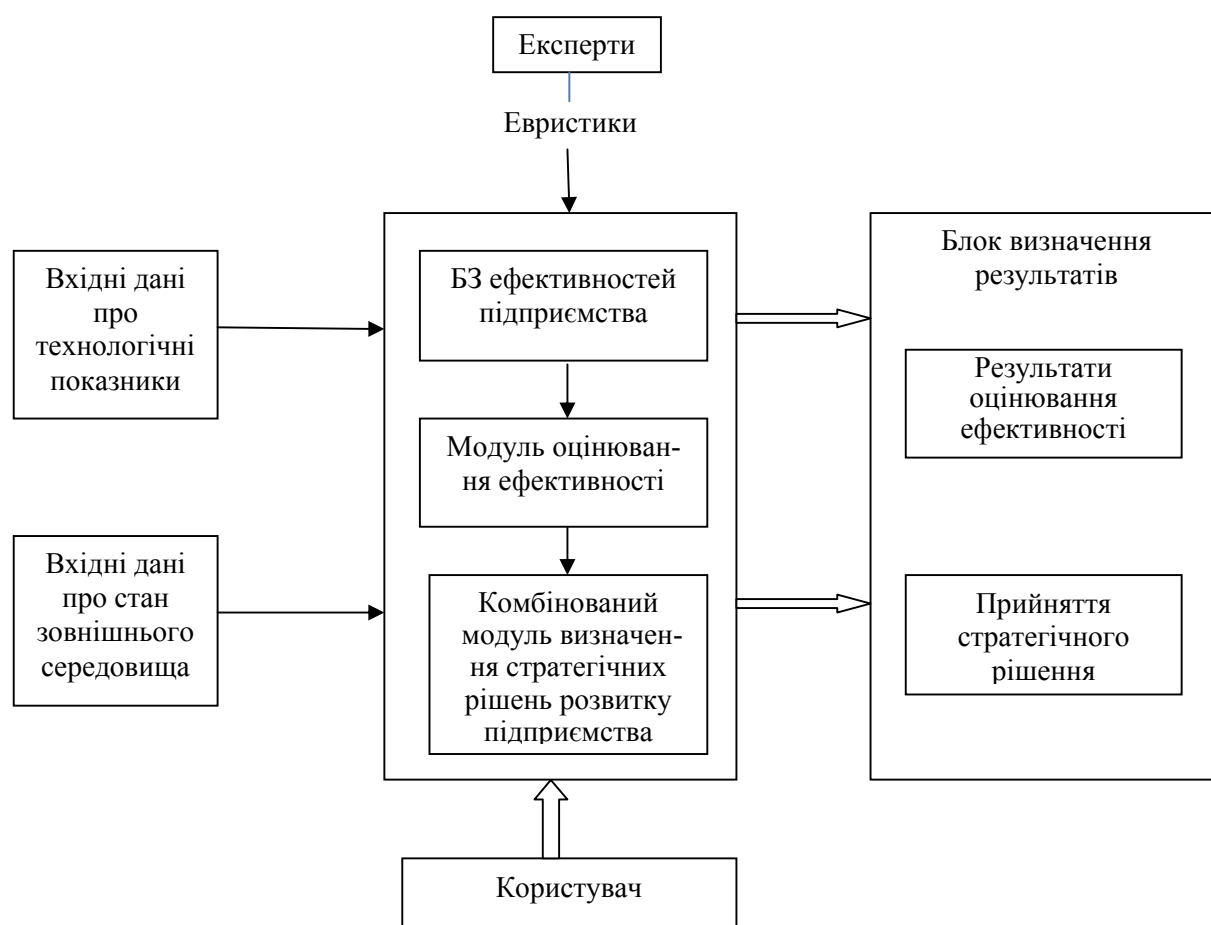 Експерти
Евристики
Вхідні дані
про
технологічні
показники
Вхідні дані
про стан
зовнішнього
середовища
БЗ ефективностей
підприємства
Модуль оцінюван-
ня ефективності
Комбінований
модуль визначен-
ня стратегічних
рішень розвитку
підприємства
Блок визначення
результатів
Результати
оцінювання
ефективності
Прийняття
стратегічного
рішення
Користувач